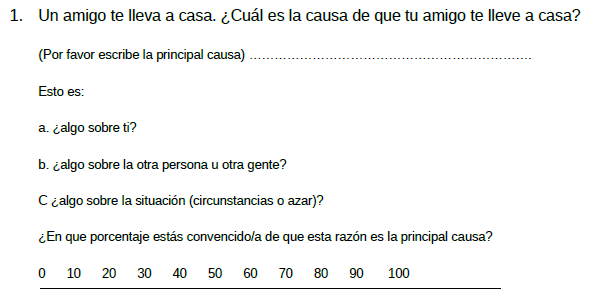 1. Un amigo te lleva a casa. ¿Cuál es la causa de que tu amigo te lleve a casa?
(Por favor escribe la principal causa) …………………………………………………………….
Esto es:
a. ¿algo sobre ti?
b. ¿algo sobre la otra persona u otra gente?
C ¿algo sobre la situación (circunstancias o azar)?
¿En que porcentaje estás convencido/a de que esta razón es la principal causa?
0 10 20 30 40 50 60 70 80 90 100